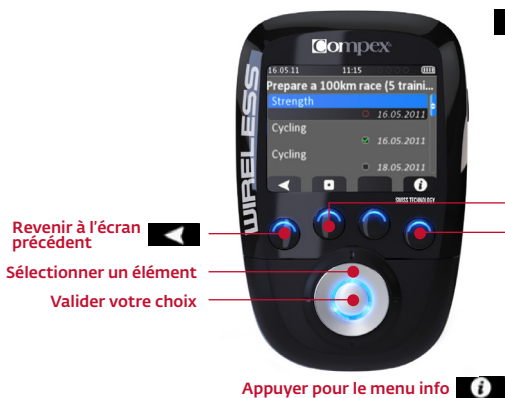 Compex
WIRELESS
16.05.11 11:15
Prepare a 100km race (5 traini...
Strength
16.05.2011
Cycling
16.05.2011
Cycling
18.05.2011
SWISS TECHNOLOGY
Revenir à l'écran
précédent
Sélectionner un élément
Valider votre choix
Appuyer pour le menu info